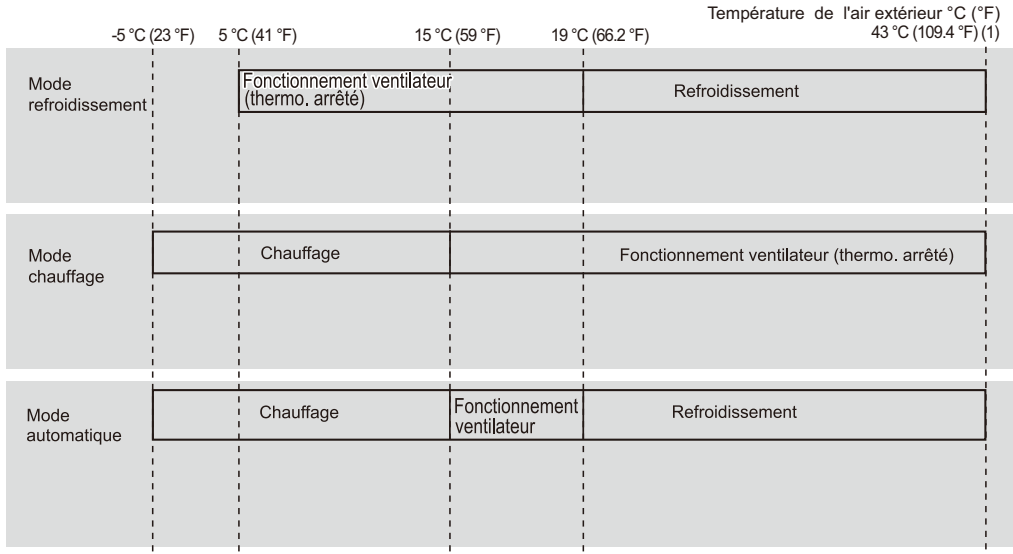 Température de l'air extérieur °C (°F)
-5 °C (23 °F) 5 °C (41 °F) 15 °C (59 °F) 19 °C (66.2 °F) 43 °C (109.4 °F) (1)
Mode
refroidissement
Fonctionnement ventilateur
(thermo. arrêté)
Refroidissement
Mode
chauffage
Chauffage
Fonctionnement ventilateur (thermo. arrêté)
Mode
automatique
Chauffage
Fonctionnement
ventilateur
Refroidissement